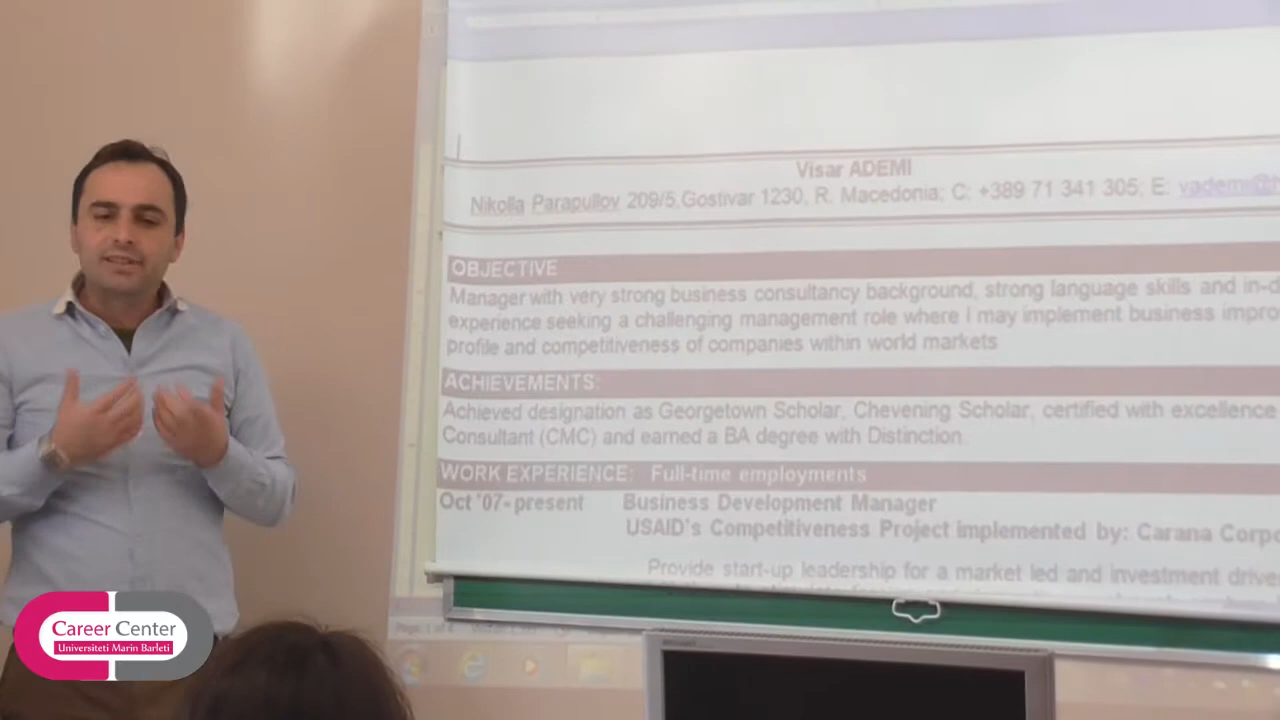 Visar ADEMI
Nikolla Parapullov 209/5,Gostivar 1230, R. Macedonia; C: +389 71 341 305; E:
OBJECTIVE
Manager with very strong business consultancy background, strong language skills and in-d
experience seeking a challenging management role where I may implement business impro
profile and competitiveness of companies within world markets
ACHIEVEMENTS:
Achieved designation as Georgetown Scholar, Chevening Scholar, certified with excellence
Consultant (CMC) and earned a BA degree with Distinction
WORK EXPERIENCE: Full-time employments
Oct '07- present Business Development Manager
USAID's Competitiveness Project implemented by: Carana Corpo
Provide start-up leadership for a market led and investment drive
Career Center
Universiteti Marin Barleti